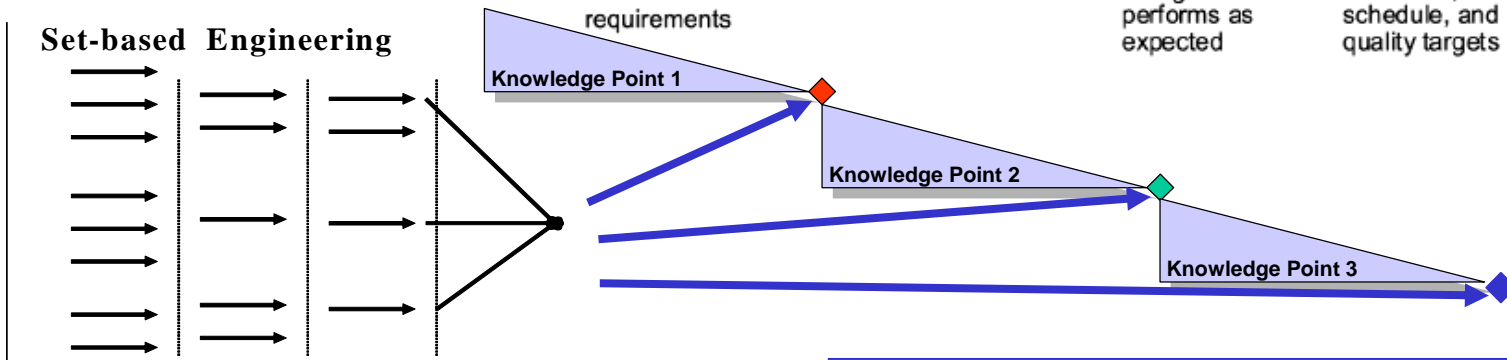 requirements
performs as
expected
schedule, and
quality targets
Set-based Engineering
Knowledge Point 1
Knowledge Point 2
Knowledge Point 3